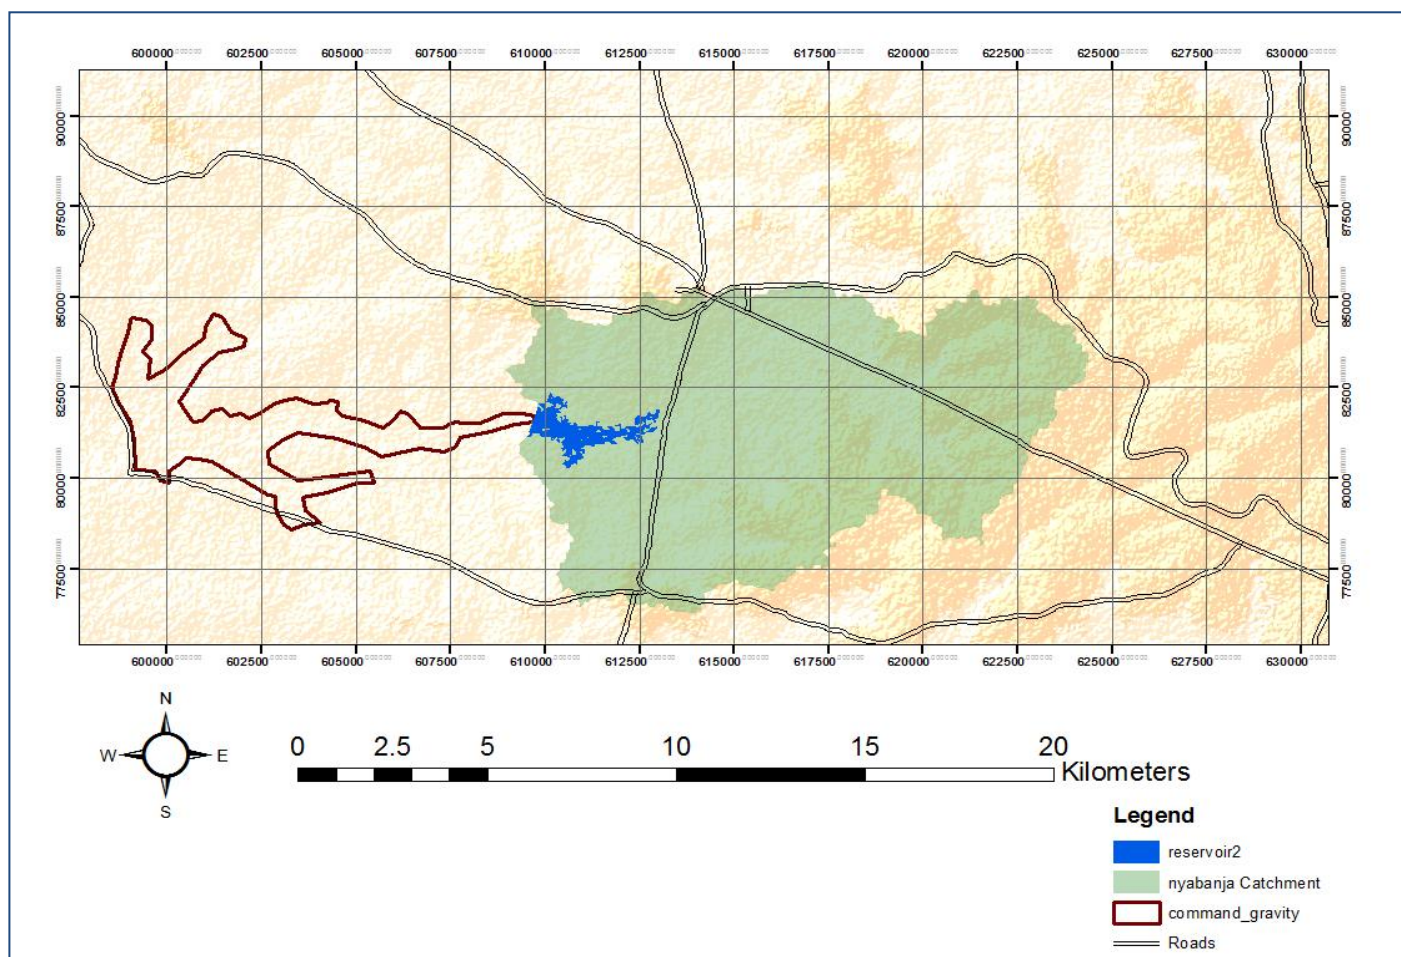 600000 602500 605000 607500 610000 612500 615000 617500 620000 622500 625000 627500 630000
90000 90000
87500 87500
85000 85000
82500 82500
80000 80000
77500 77500
600000 602500 605000 607500 610000 612500 615000 617500 620000 622500 625000 627500 630000
N
W E
S
0 2.5 5 10 15 20
Kilometers
Legend
reservoir2
nyabanja Catchment
command_gravity
Roads